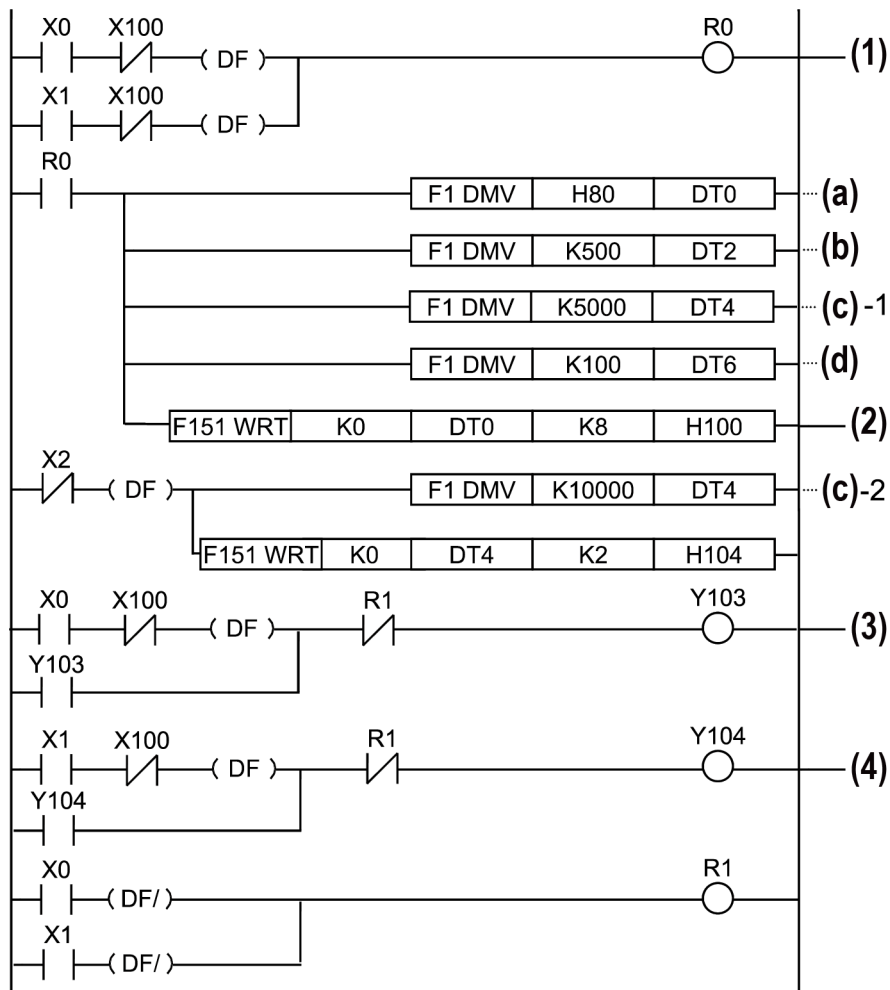 X0 X100 R0
( DF ) (1)
X1 X100
( DF )
R0
F1 DMV H80 DT0 (a)
F1 DMV K500 DT2 (b)
F1 DMV K5000 DT4 (c)-1
F1 DMV K100 DT6 (d)
F151 WRT K0 DT0 K8 H100 (2)
X2
( DF ) F1 DMV K10000 DT4 (c)-2
F151 WRT K0 DT4 K2 H104
X0 X100 R1 Y103
( DF ) (3)
Y103
X1 X100 R1 Y104
( DF ) (4)
Y104
X0 R1
( DF/ )
X1
( DF/ )